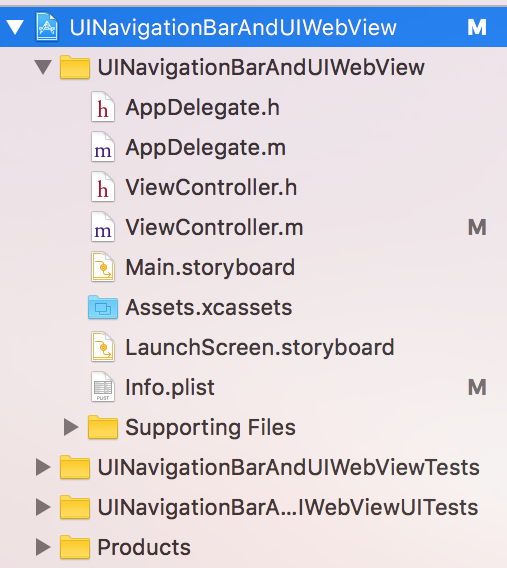 UINavigationBarAndUIWebView M
UINavigationBarAndUIWebView
h AppDelegate.h
m AppDelegate.m
h ViewController.h
m ViewController.m M
Main.storyboard
Assets.xcassets
LaunchScreen.storyboard
PLIST Info.plist M
Supporting Files
UINavigationBarAndUIWebViewTests
UINavigationBarA...IWebViewUITests
Products